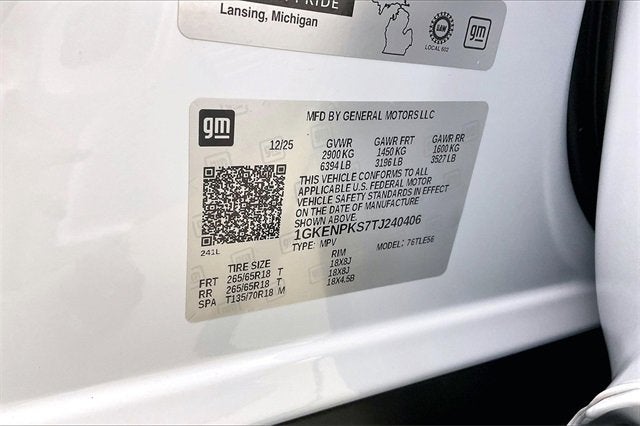 RIDE
Lansing, Michigan
UAW
LOCAL 602
gm
gm
MFD BY GENERAL MOTORS LLC
12/25 GVWR GAWR FRT GAWR RR
2900 KG 1450 KG 1600 KG
6394 LB 3196 LB 3527 LB
THIS VEHICLE CONFORMS TO ALL
APPLICABLE U.S. FEDERAL MOTOR
VEHICLE SAFETY STANDARDS IN EFFECT
ON THE DATE OF MANUFACTURE
SHOWN ABOVE.
1GKENPKS7TJ240406
TYPE: MPV MODEL: 76TLE56
241L
TIRE SIZE RIM
FRT 265/65R18 T 18X8J
RR 265/65R18 T 18X8J
SPA T135/70R18 M 18X4.5B